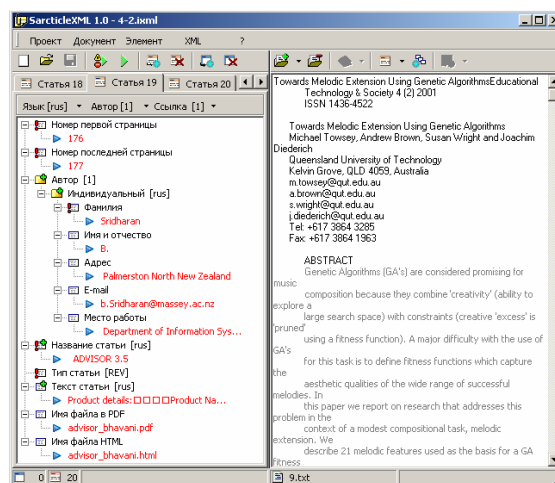 SarcticleXML 1.0 - 4-2.ixml
Проект Документ Элемент XML ?
Статья 18 Статья 19 Статья 20
Язык [rus] Автор [1] Ссылка [1]
Номер первой страницы
176
Номер последней страницы
177
Автор [1]
Индивидуальный [rus]
Фамилия
Sridharan
Имя и отчество
B.
Адрес
Palmerston North New Zealand
E-mail
b.Sridharan@massey.ac.nz
Место работы
Department of Information Sys...
Название статьи [rus]
ADVISOR 3.5
Тип статьи [REV]
Текст статьи [rus]
Product details:□□□□Product Na...
Имя файла в PDF
advisor_bhavani.pdf
Имя файла HTML
advisor_bhavani.html
0 20
Towards Melodic Extension Using Genetic AlgorithmsEducational
Technology & Society 4 (2) 2001
ISSN 1436-4522
Towards Melodic Extension Using Genetic Algorithms
Michael Towsey, Andrew Brown, Susan Wright and Joachim
Diederich
Queensland University of Technology
Kelvin Grove, QLD 4059, Australia
m.towsey@qut.edu.au
a.brown@qut.edu.au
s.wright@qut.edu.au
j.diederich@qut.edu.au
Tel: +617 3864 3285
Fax: +617 3864 1963
ABSTRACT
Genetic Algorithms (GA's) are considered promising for
music
composition because they combine 'creativity' (ability to
explore a
large search space) with constraints (creative 'excess' is
'pruned'
using a fitness function). A major difficulty with the use of
GA's
for this task is to define fitness functions which capture
the
aesthetic qualities of the wide range of successful
melodies. In
this paper we report on research that addresses this
problem in the
context of a modest compositional task, melodic
extension. We
describe 21 melodic features used as the basis for a GA
fitness
9.txt